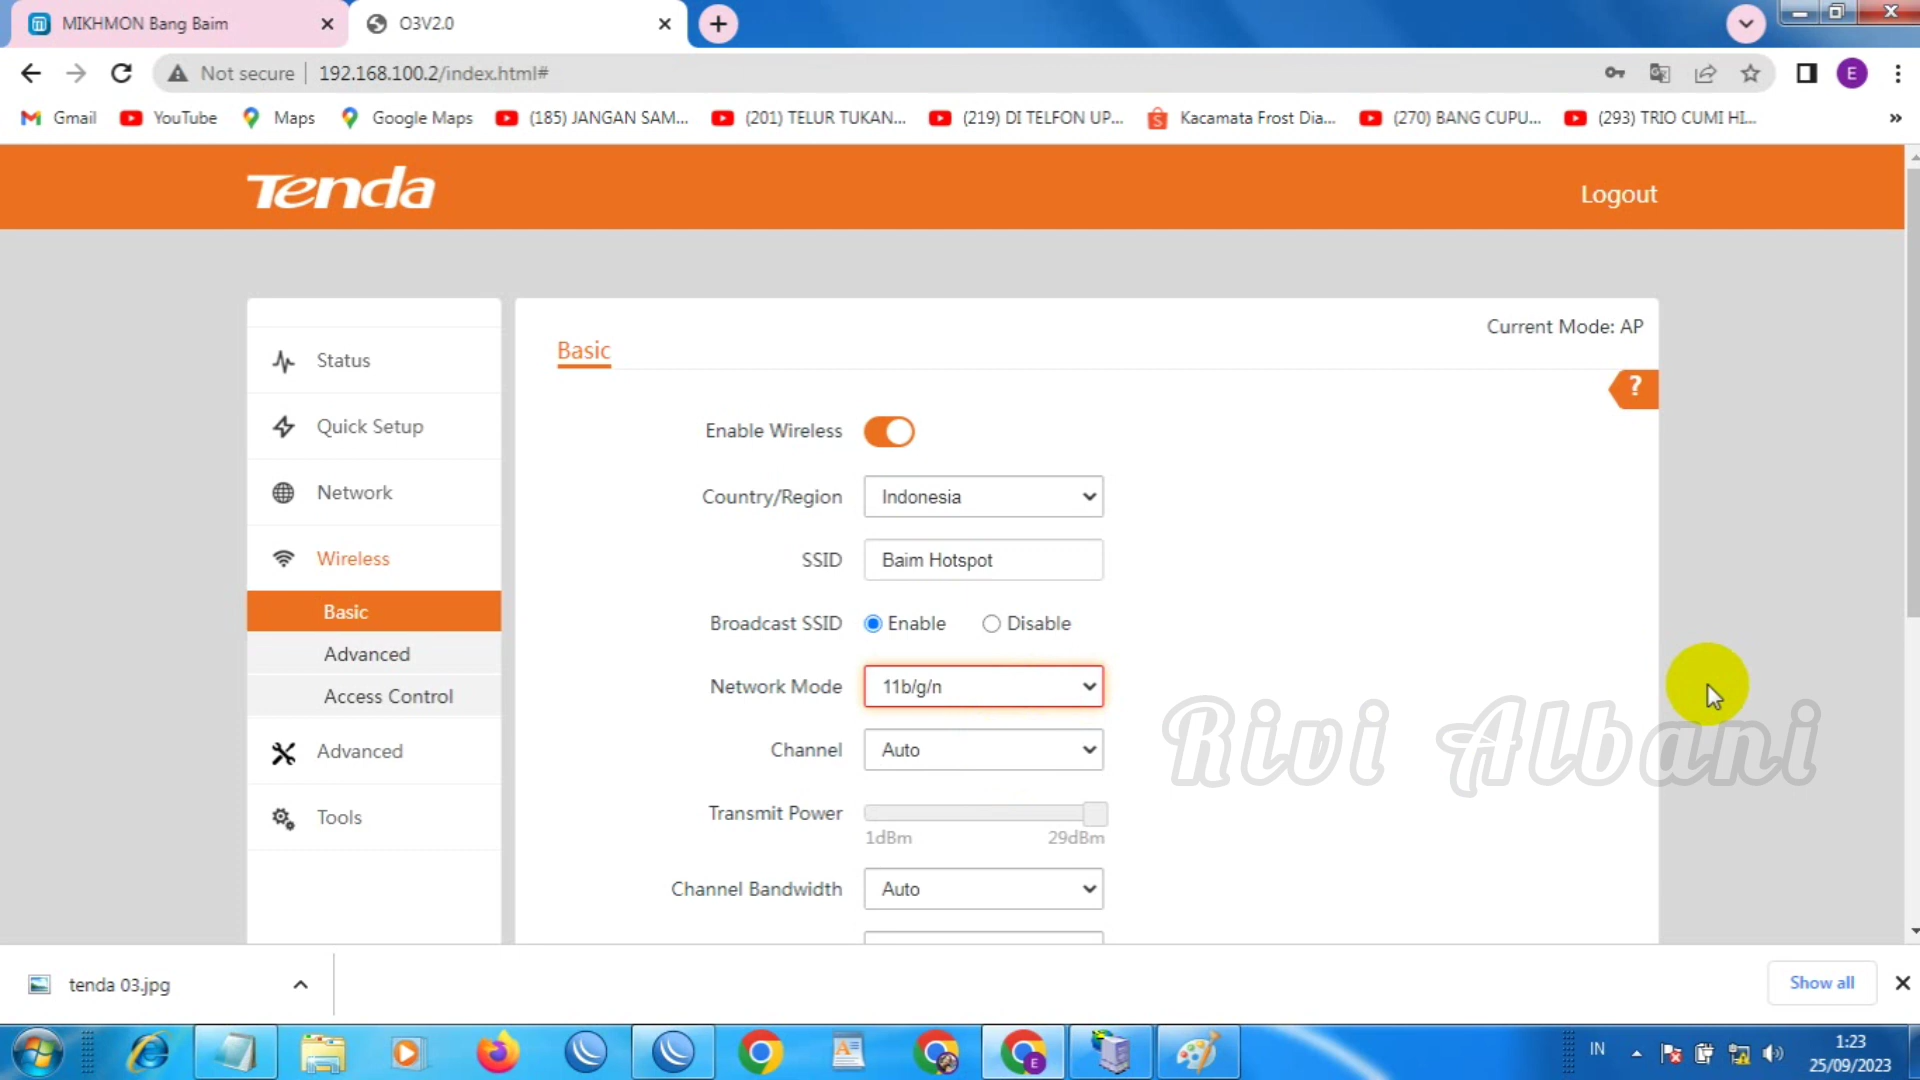 MIKHMON Bang Baim
O3V2.0
Not secure
192.168.100.2/index.html#
E
Gmail
YouTube
Maps
Google Maps
(185) JANGAN SAM...
(201) TELUR TUKAN...
(219) DI TELFON UP...
Kacamata Frost Dia...
(270) BANG CUPU...
(293) TRIO CUMI HI...
Tenda
Logout
Status
Quick Setup
Network
Wireless
Basic
Advanced
Access Control
Advanced
Tools
Current Mode: AP
Basic
?
Enable Wireless
Country/Region Indonesia
SSID Baim Hotspot
Broadcast SSID Enable Disable
Network Mode 11b/g/n
Channel Auto
Transmit Power
1dBm 29dBm
Channel Bandwidth Auto
Rivi Albani
tenda 03.jpg
Show all
E
IN
1:23
25/09/2023